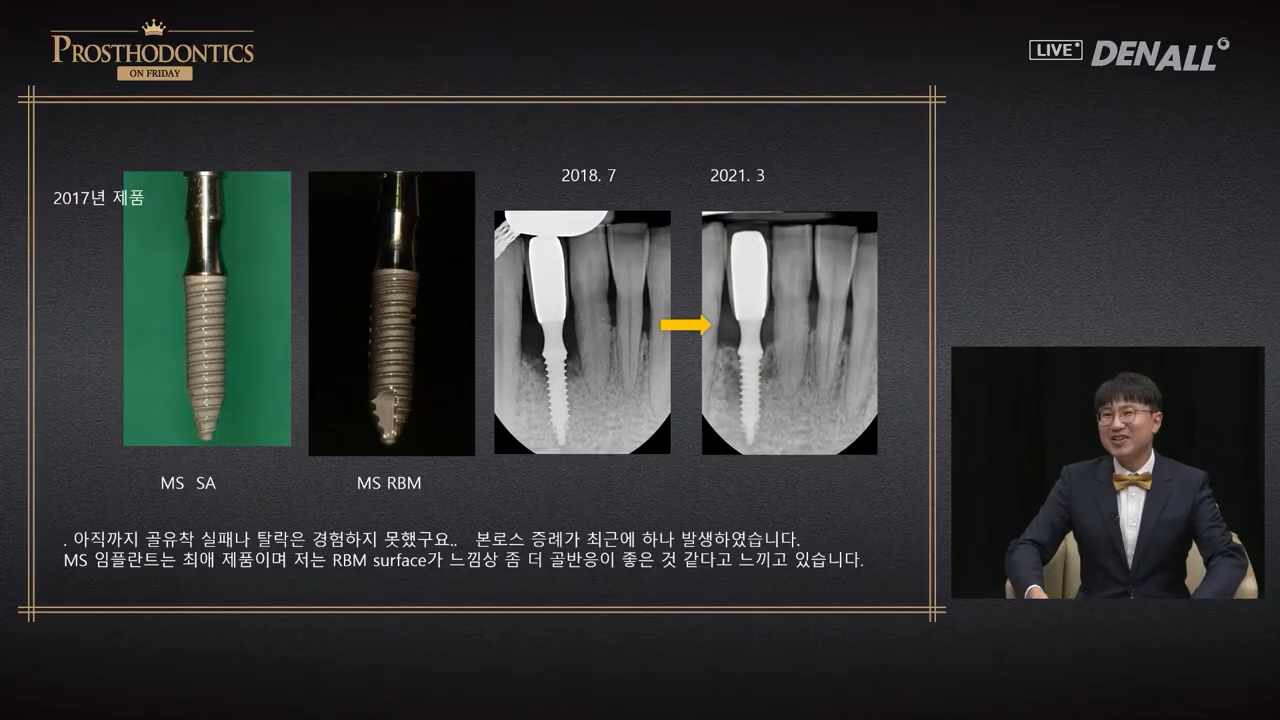 PROSTHODONTICS
ON FRIDAY
LIVE
DENALL
2017년 제품
2018. 7
2021. 3
MS SA
MS RBM
. 아직까지 골유착 실패나 탈락은 경험하지 못했구요.. 본로스 증례가 최근에 하나 발생하였습니다.
MS 임플란트는 최애 제품이며 저는 RBM surface가 느낌상 좀 더 골반응이 좋은 것 같다고 느끼고 있습니다.